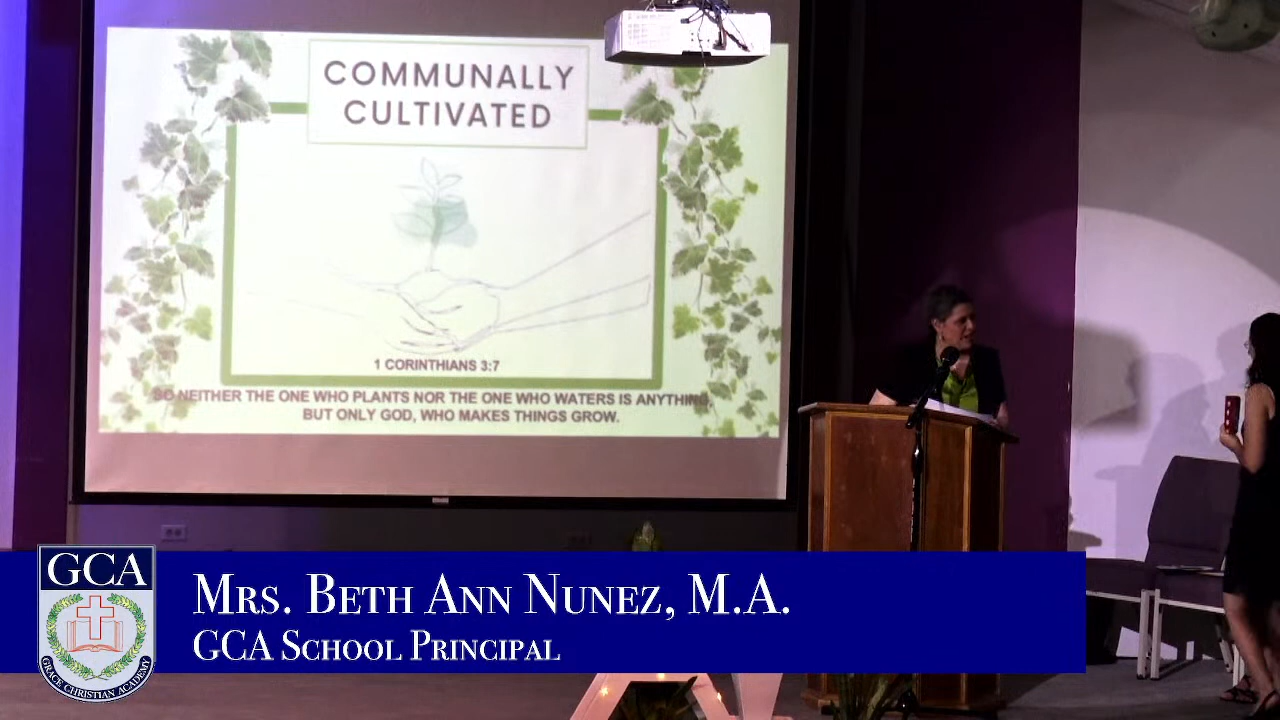 COMMUNALLY
CULTIVATED
1 CORINTHIANS 3:7
SO NEITHER THE ONE WHO PLANTS NOR THE ONE WHO WATERS IS ANYTHING,
BUT ONLY GOD, WHO MAKES THINGS GROW.
GCA
GRACE CHRISTIAN ACADEMY
MRS. BETH ANN NUNEZ, M.A.
GCA SCHOOL PRINCIPAL